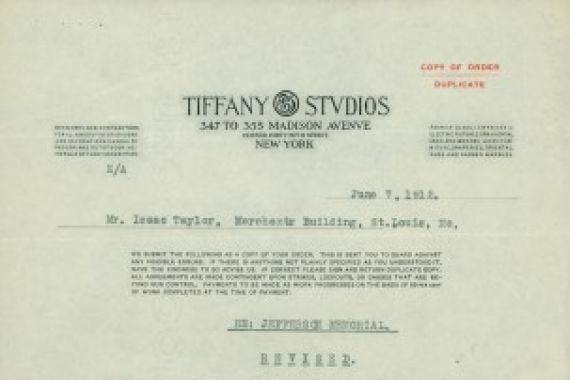 COPY OF ORDER
DUPLICATE
TIFFANY STVDIOS
347 TO 355 MADISON AVENVE
NEW YORK
June 7, 1912.
Mr. Isaac Taylor, Merchants Building, St.Louis, Mo,
WE SUBMIT THE FOLLOWING AS A COPY OF YOUR ORDER. THIS IS SENT YOU TO GUARD AGAINST
ANY POSSIBLE ERRORS. IF THERE IS ANYTHING NOT PLAINLY SPECIFIED AS YOU UNDERSTOOD IT,
HAVE THE KINDNESS TO SO ADVISE US. IF CORRECT PLEASE SIGN AND RETURN DUPLICATE COPY.
ALL AGREEMENTS ARE MADE CONTINGENT UPON STRIKES, LOCKOUTS, OR CAUSES THAT ARE BE-
YOND OUR CONTROL. PAYMENTS TO BE MADE AS WORK PROGRESSES ON THE BASIS OF
OF WORK COMPLETED AT THE TIME OF PAYMENT.
RE: JEFFERSON MEMORIAL.
REVISED.